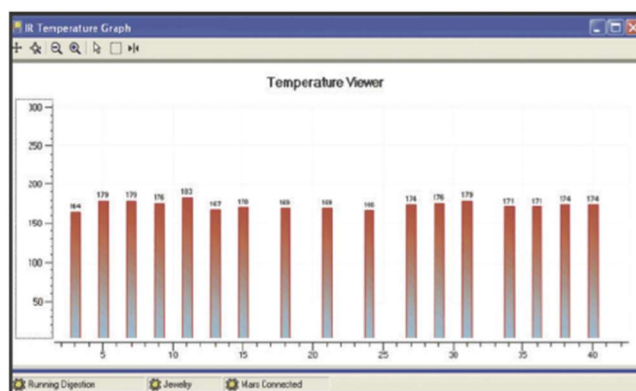 IR Temperature Graph
Temperature Viewer
300
250
200
150
100
50
164 179 179 176 183 167 170 169 169 174 176 179 171 171 174 174
5 10 15 20 25 30 35 40
Running Digestion Jewelry Mars Connected